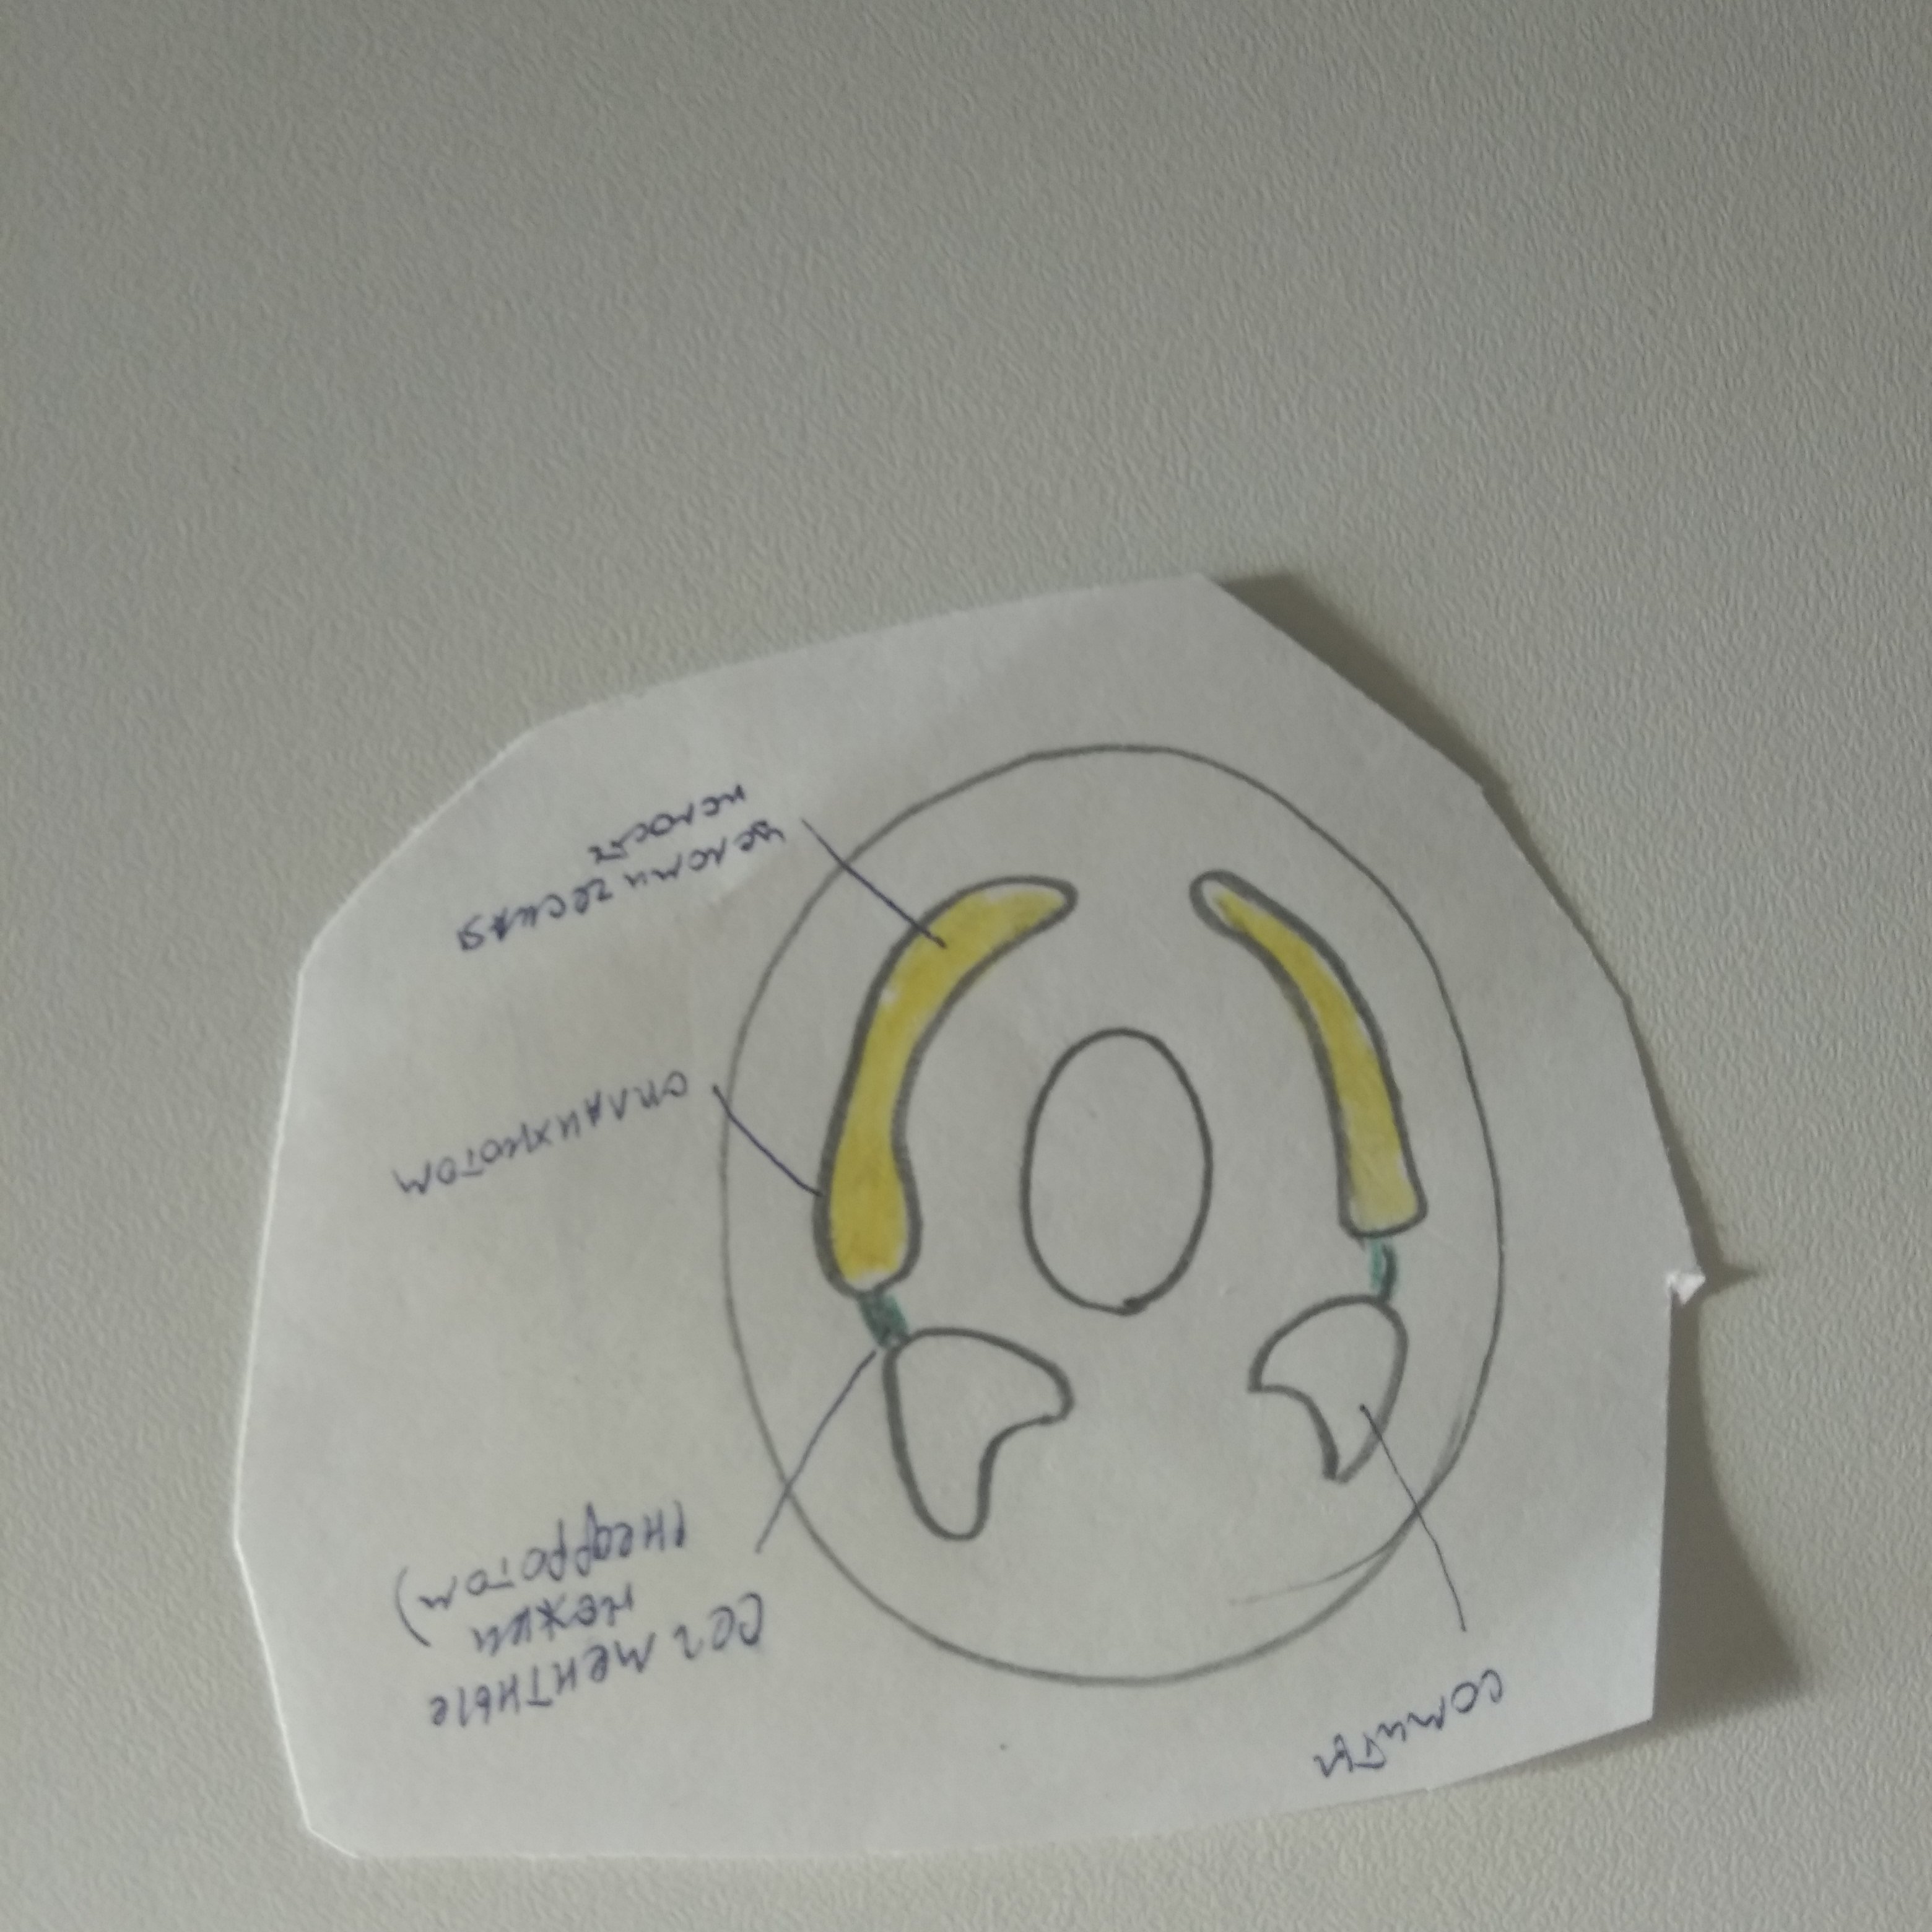 сомиты
сегментные
ножки
(нефротом)
спланхнотом
целомическая
полость